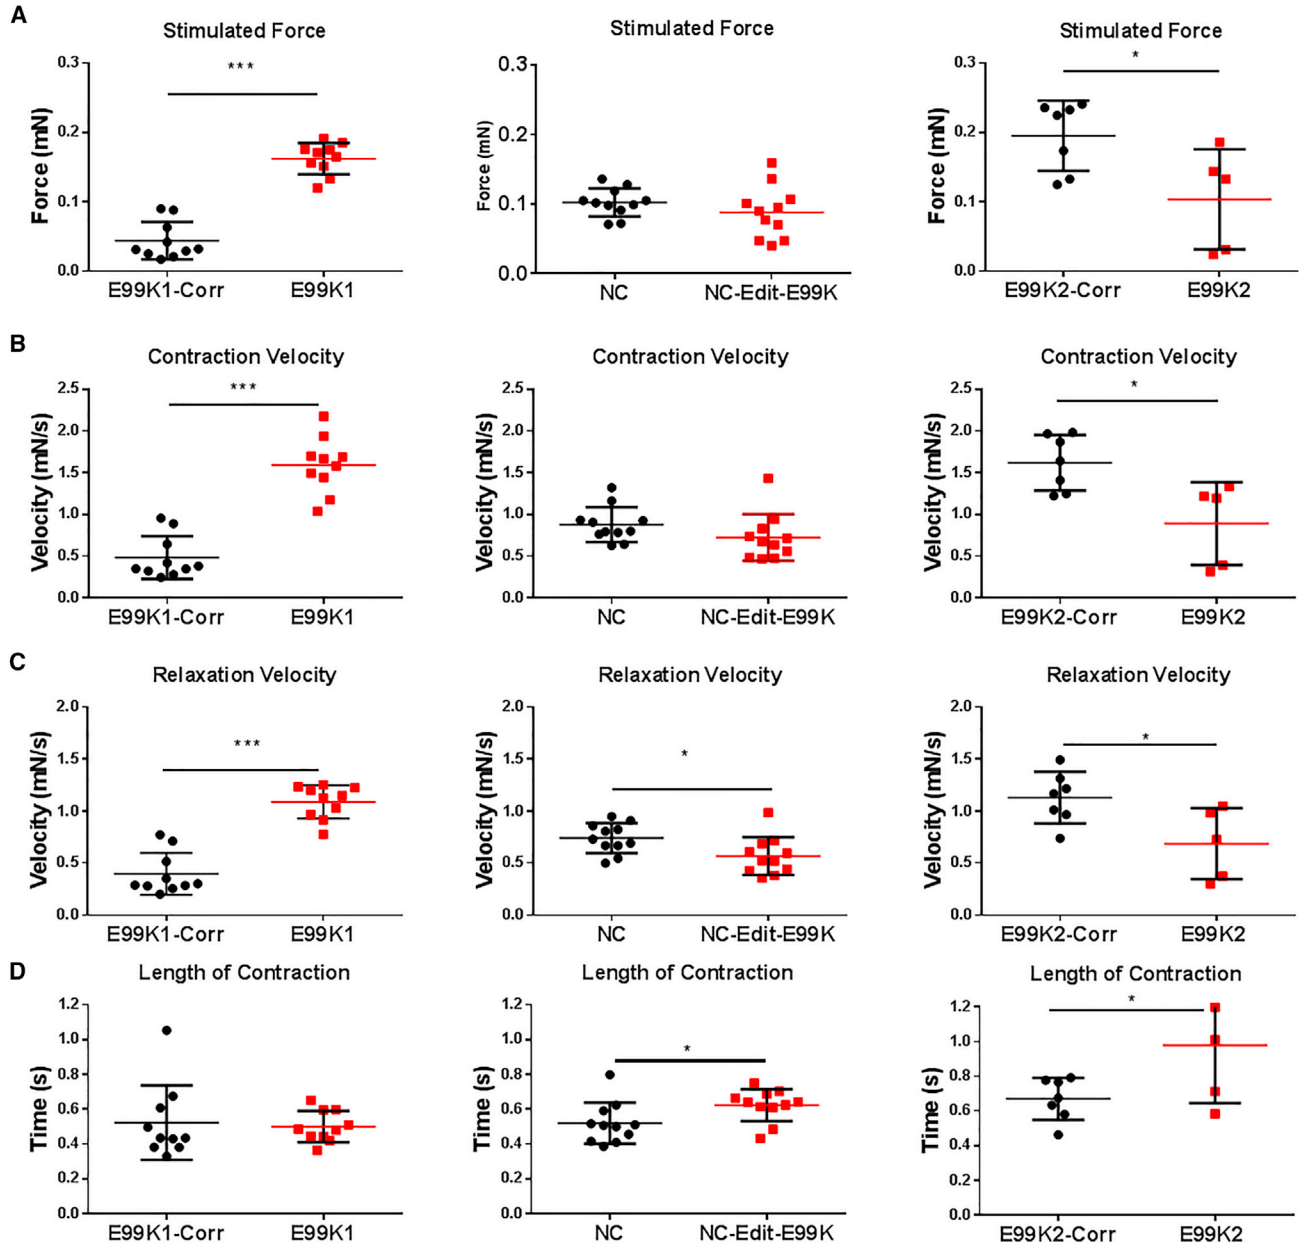 A
Stimulated Force
Force (mN)
0.3
0.2
0.1
0.0
***
E99K1-Corr
E99K1
Stimulated Force
Force (mN)
0.3
0.2
0.1
0.0
NC
NC-Edit-E99K
Stimulated Force
Force (mN)
0.3
0.2
0.1
0.0
*
E99K2-Corr
E99K2
B
Contraction Velocity
Velocity (mN/s)
2.5
2.0
1.5
1.0
0.5
0.0
***
E99K1-Corr
E99K1
Contraction Velocity
Velocity (mN/s)
2.5
2.0
1.5
1.0
0.5
0.0
NC
NC-Edit-E99K
Contraction Velocity
Velocity (mN/s)
2.5
2.0
1.5
1.0
0.5
0.0
*
E99K2-Corr
E99K2
C
Relaxation Velocity
Velocity (mN/s)
2.0
1.5
1.0
0.5
0.0
***
E99K1-Corr
E99K1
Relaxation Velocity
Velocity (mN/s)
2.0
1.5
1.0
0.5
0.0
*
NC
NC-Edit-E99K
Relaxation Velocity
Velocity (mN/s)
2.0
1.5
1.0
0.5
0.0
*
E99K2-Corr
E99K2
D
Length of Contraction
Time (s)
1.2
1.0
0.8
0.6
0.4
0.2
0.0
E99K1-Corr
E99K1
Length of Contraction
Time (s)
1.2
1.0
0.8
0.6
0.4
0.2
0.0
*
NC
NC-Edit-E99K
Length of Contraction
Time (s)
1.2
1.0
0.8
0.6
0.4
0.2
0.0
*
E99K2-Corr
E99K2